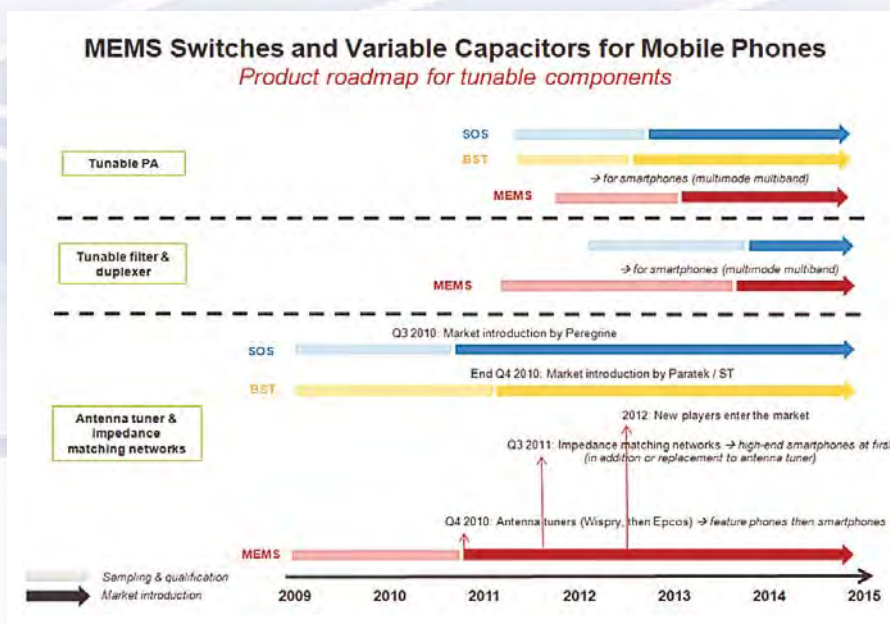 MEMS Switches and Variable Capacitors for Mobile Phones
Product roadmap for tunable components
SOS
Tunable PA
BST
→ for smartphones (multimode multiband)
MEMS
Tunable filter &
duplexer
→ for smartphones (multimode multiband)
MEMS
Q3 2010: Market introduction by Peregrine
SOS
End Q4 2010: Market introduction by Paratek / ST
BST
Antenna tuner &
impedance
matching networks
2012: New players enter the market
Q3 2011: Impedance matching networks → high-end smartphones at first
(in addition or replacement to antenna tuner)
Q4 2010: Antenna tuners (Wispry, then Epcos) → feature phones then smartphones
MEMS
Sampling & qualification
Market introduction
2009 2010 2011 2012 2013 2014 2015